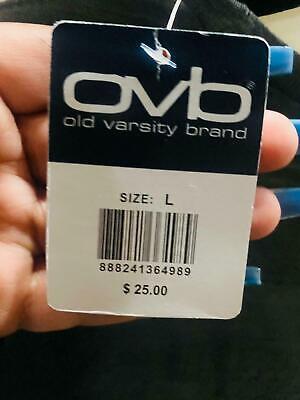 ovb
old varsity brand
SIZE: L
888241364989
$ 25.00